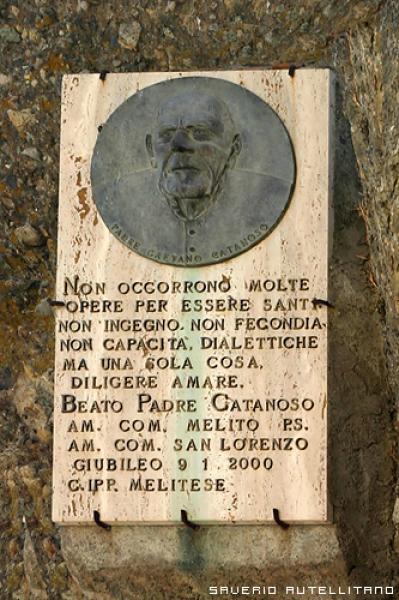 PADRE GAETANO CATANOSO
NON OCCORRONO MOLTE
OPERE PER ESSERE SANTI
NON INGEGNO. NON FECONDIA
NON CAPACITA', DIALETTICHE
MA UNA SOLA COSA,
DILIGERE AMARE.
BEATO PADRE CATANOSO
AM. COM. MELITO P.S.
AM. COM. SAN LORENZO
GIUBILEO 9 1 2000
C. IPP. MELITESE
SAVERIO AUTELLITANO